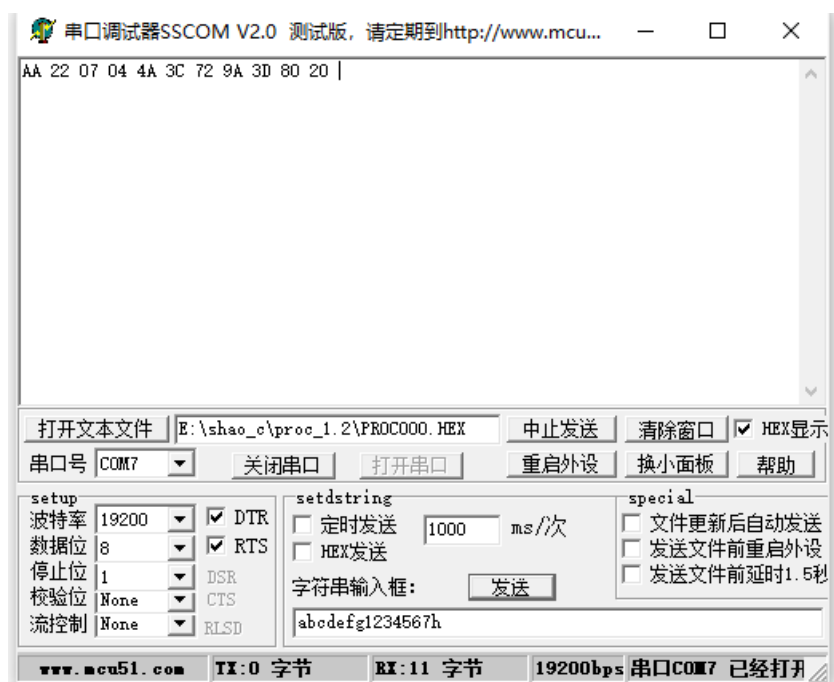 串口调试器SSCOM V2.0 测试版，请定期到http://www.mcu...
AA 22 07 04 4A 3C 72 9A 3D 80 20
打开文本文件 E:\shao_c\proc_1.2\PROC000.HEX 中止发送 清除窗口 HEX显示
串口号 COM7 关闭串口 打开串口 重启外设 换小面板 帮助
setup setdstring special
波特率 19200 DTR 定时发送 1000 ms/次 文件更新后自动发送
数据位 8 RTS HEX发送 发送文件前重启外设
停止位 1 DSR 字符串输入框： 发送 发送文件前延时1.5秒
校验位 None CTS
流控制 None RLSD abcdefg1234567h
www.mcu51.com TX:0 字节 RX:11 字节 19200bps 串口COM7 已经打开